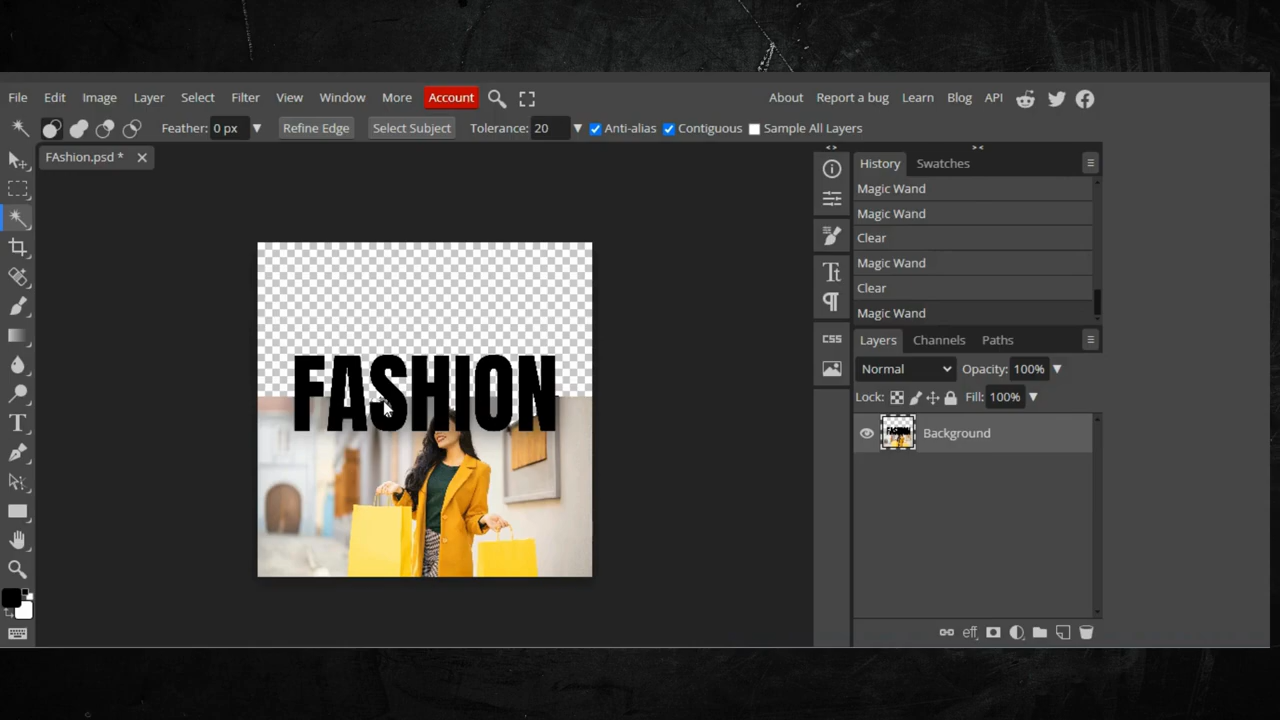 File Edit Image Layer Select Filter View Window More Account About Report a bug Learn Blog API
Feather: 0 px Refine Edge Select Subject Tolerance: 20 Anti-alias Contiguous Sample All Layers
FAshion.psd *
History Swatches
Magic Wand
Magic Wand
Clear
Magic Wand
Clear
Magic Wand
FASHION
Tt
CSS
Layers Channels Paths
Normal Opacity: 100%
Lock: Fill: 100%
Background
eff